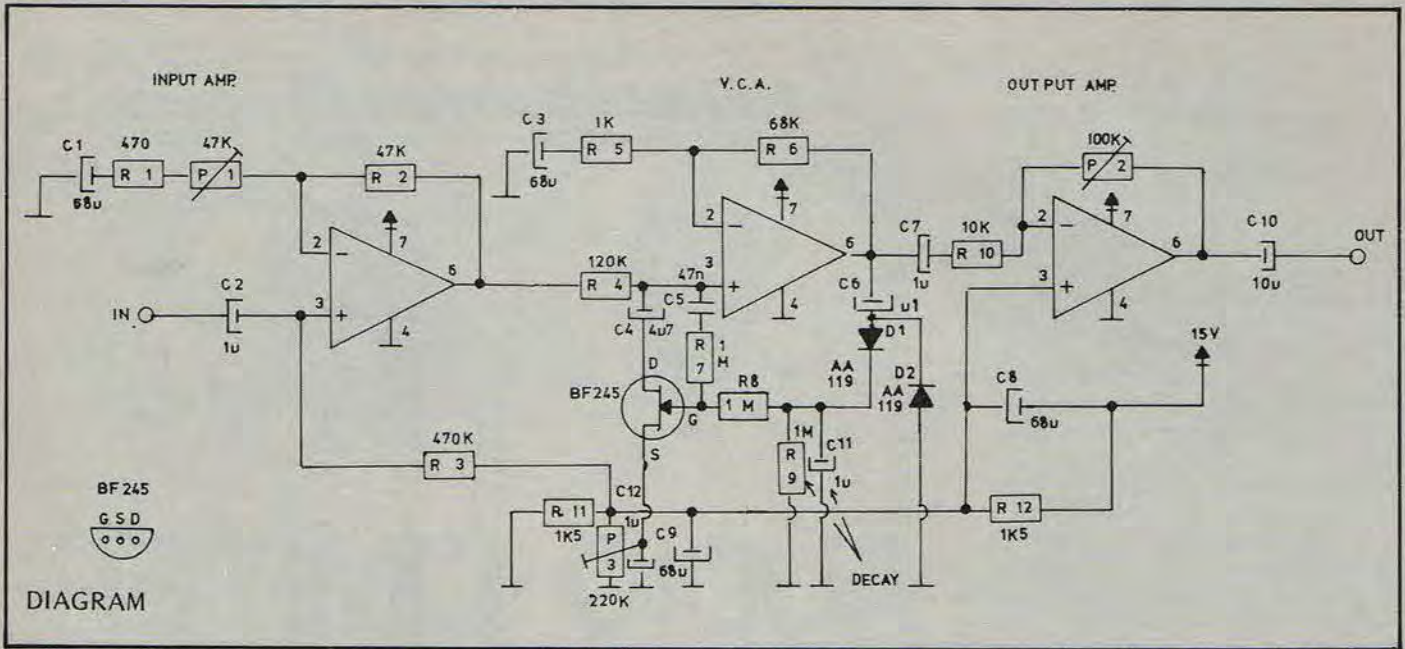 INPUT AMP.
V.C.A.
OUTPUT AMP.
C1
470
47K
47K
R 1
P 1
R 2
68u
C3
1K
68K
R 5
R 6
68u
100K
P 2
7
7
7
2
2
2
C2
IN
1u
3
6
4
120K
R 4
47n
3
6
4
C5
C4
4u7
C7
1u
10K
R 10
3
6
4
C10
10u
OUT
C6
u1
D1
AA
119
D2
AA
119
R
7
1
M
D
BF245
G
S
R8
1 M
1M
R
9
C11
1u
C8
68u
15V
470K
R 3
BF 245
G S D
R 11
1K5
C12
1u
P
3
220K
C9
68u
R 12
1K5
DECAY
DIAGRAM